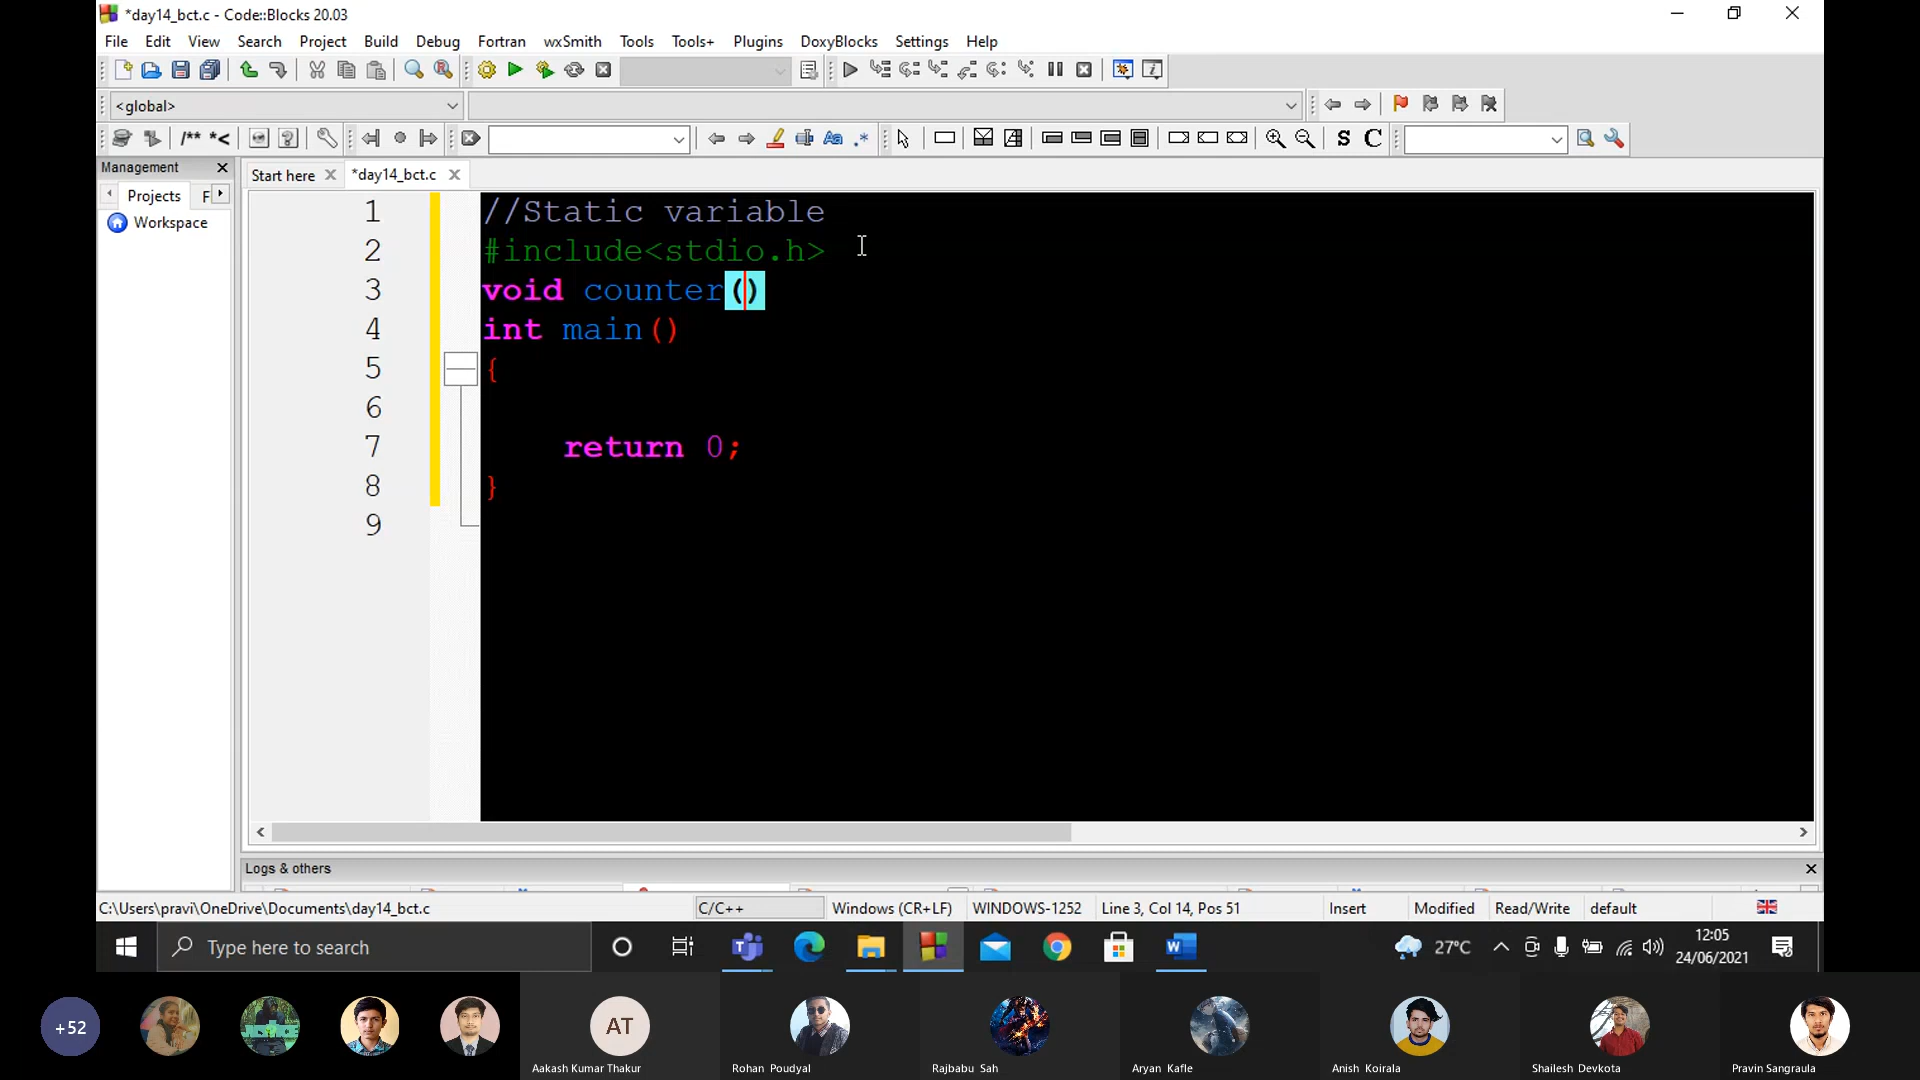 *day14_bct.c - Code::Blocks 20.03
File Edit View Search Project Build Debug Fortran wxSmith Tools Tools+ Plugins DoxyBlocks Settings Help
<global>
/** *< Aa .* S C
Management
Start here *day14_bct.c
Projects F
Workspace
1 //Static variable
2 #include<stdio.h>
3 void counter()
4 int main()
5 {
6
7 return 0;
8 }
9
Logs & others
C:\Users\pravi\OneDrive\Documents\day14_bct.c C/C++ Windows (CR+LF) WINDOWS-1252 Line 3, Col 14, Pos 51 Insert Modified Read/Write default
Type here to search 27°C 12:05
24/06/2021
+52 JUSTICE AT
Aakash Kumar Thakur Rohan Poudyal Rajbabu Sah Aryan Kafle Anish Koirala Shailesh Devkota Pravin Sangraula